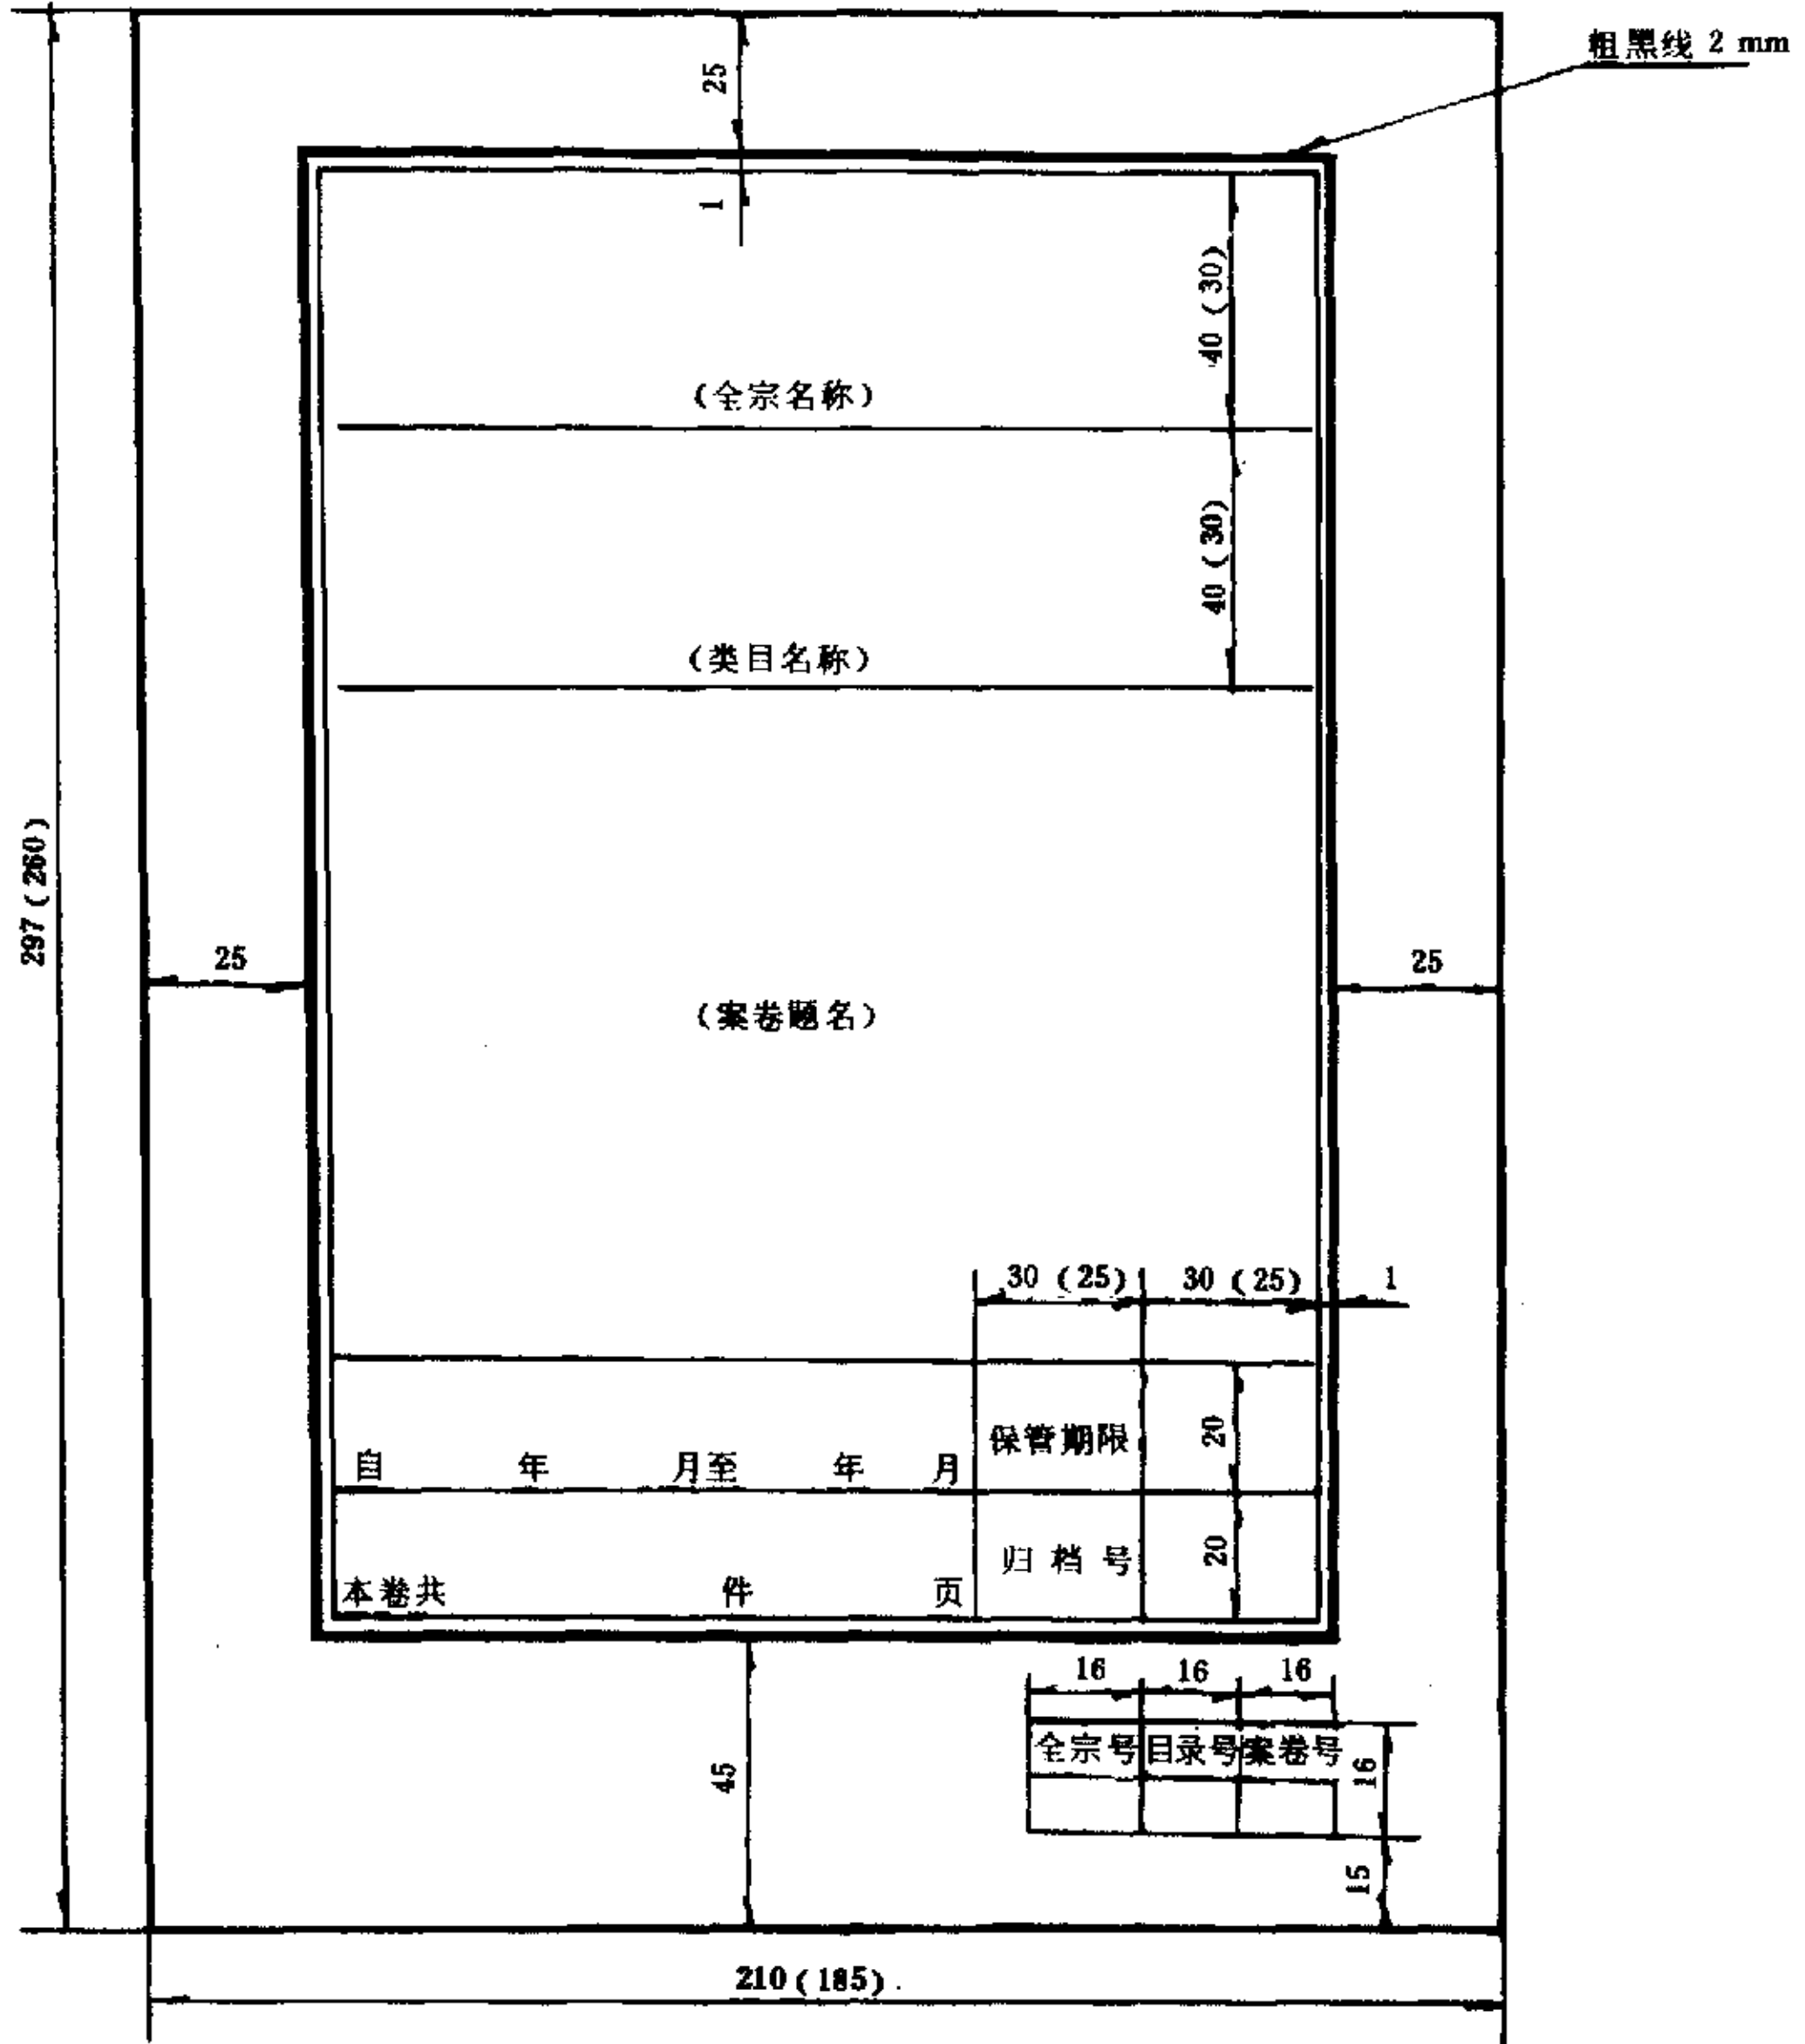 粗黑线 2 mm
25
1
40(30)
(全宗名称)
40(30)
(类目名称)
297(260)
25
25
(案卷题名)
30(25) 30(25) 1
保管期限 20
自 年 月至 年 月
归档号 20
本卷共 件 页
16 16 16
全宗号 目录号 案卷号 16
45
15
210(185)